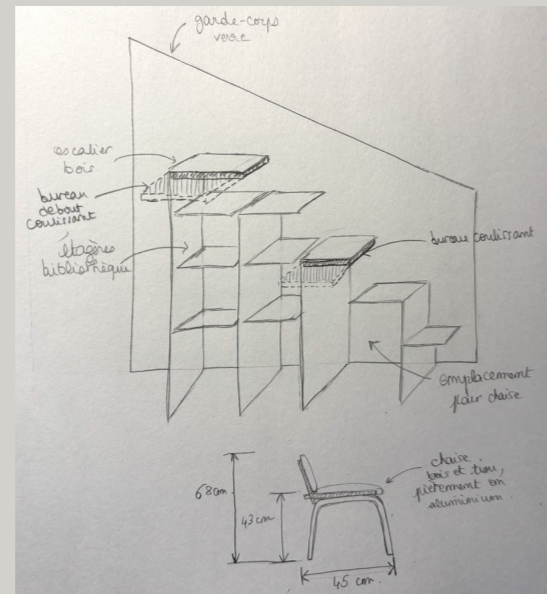 garde-corps
verre
escalier
bois
bureau
debout
coulissant
étagères
bibliothèque
bureau coulissant
emplacement
pour chaise
chaise.
bois et tissu,
piètement en
aluminium.
68cm
43cm
45 cm.